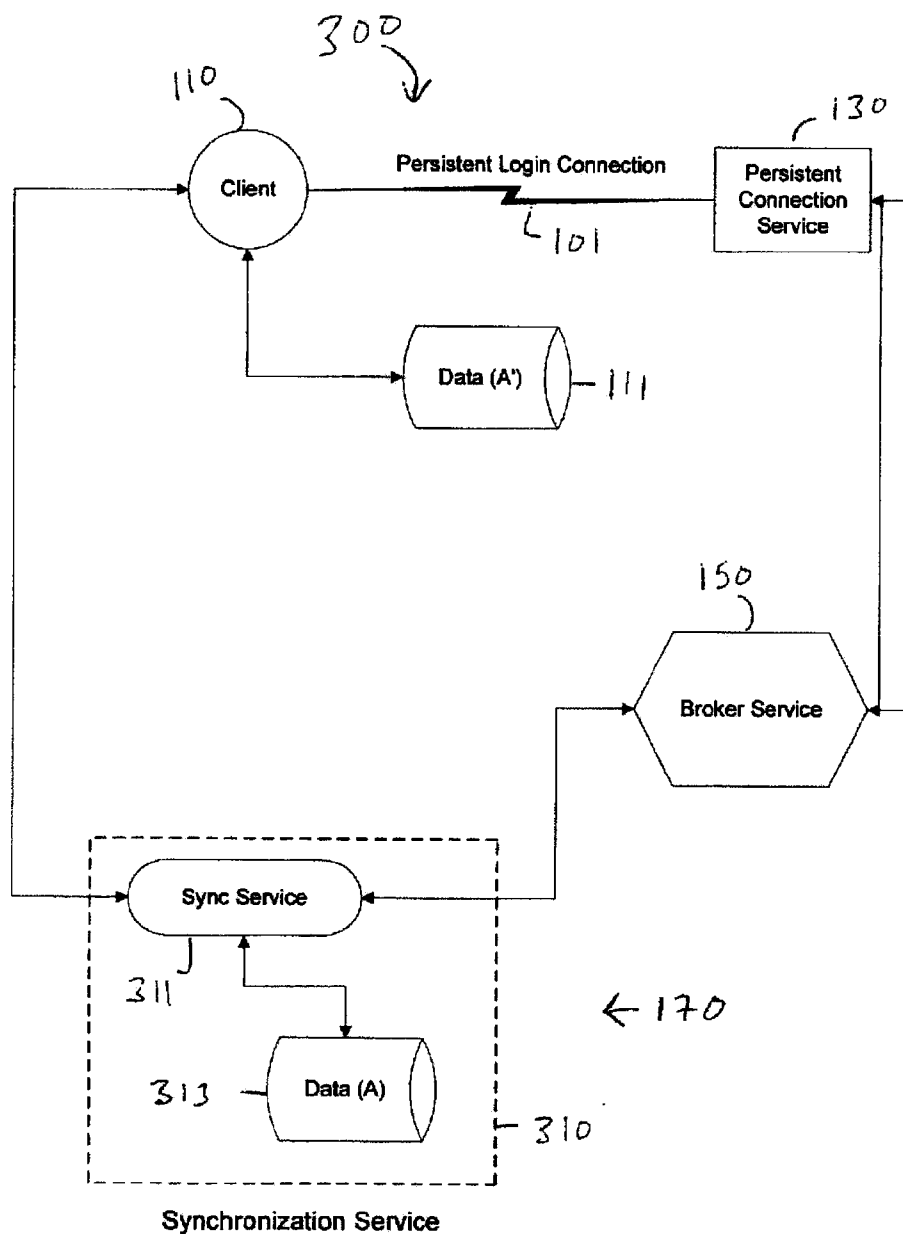 300
110
130
Client
Persistent Login Connection
Persistent
Connection
Service
101
Data (A')
111
150
Broker Service
Sync Service
311
← 170
313
Data (A)
310
Synchronization Service